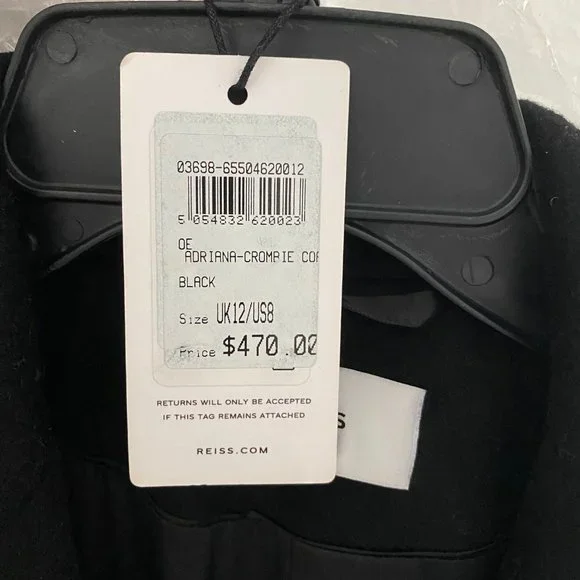 03698-65504620012
5 054832 620023
OE
ADRIANA-CROMPIE CO
BLACK
Size UK12/US8
Price $470.00
RETURNS WILL ONLY BE ACCEPTED
IF THIS TAG REMAINS ATTACHED
REISS.COM
S